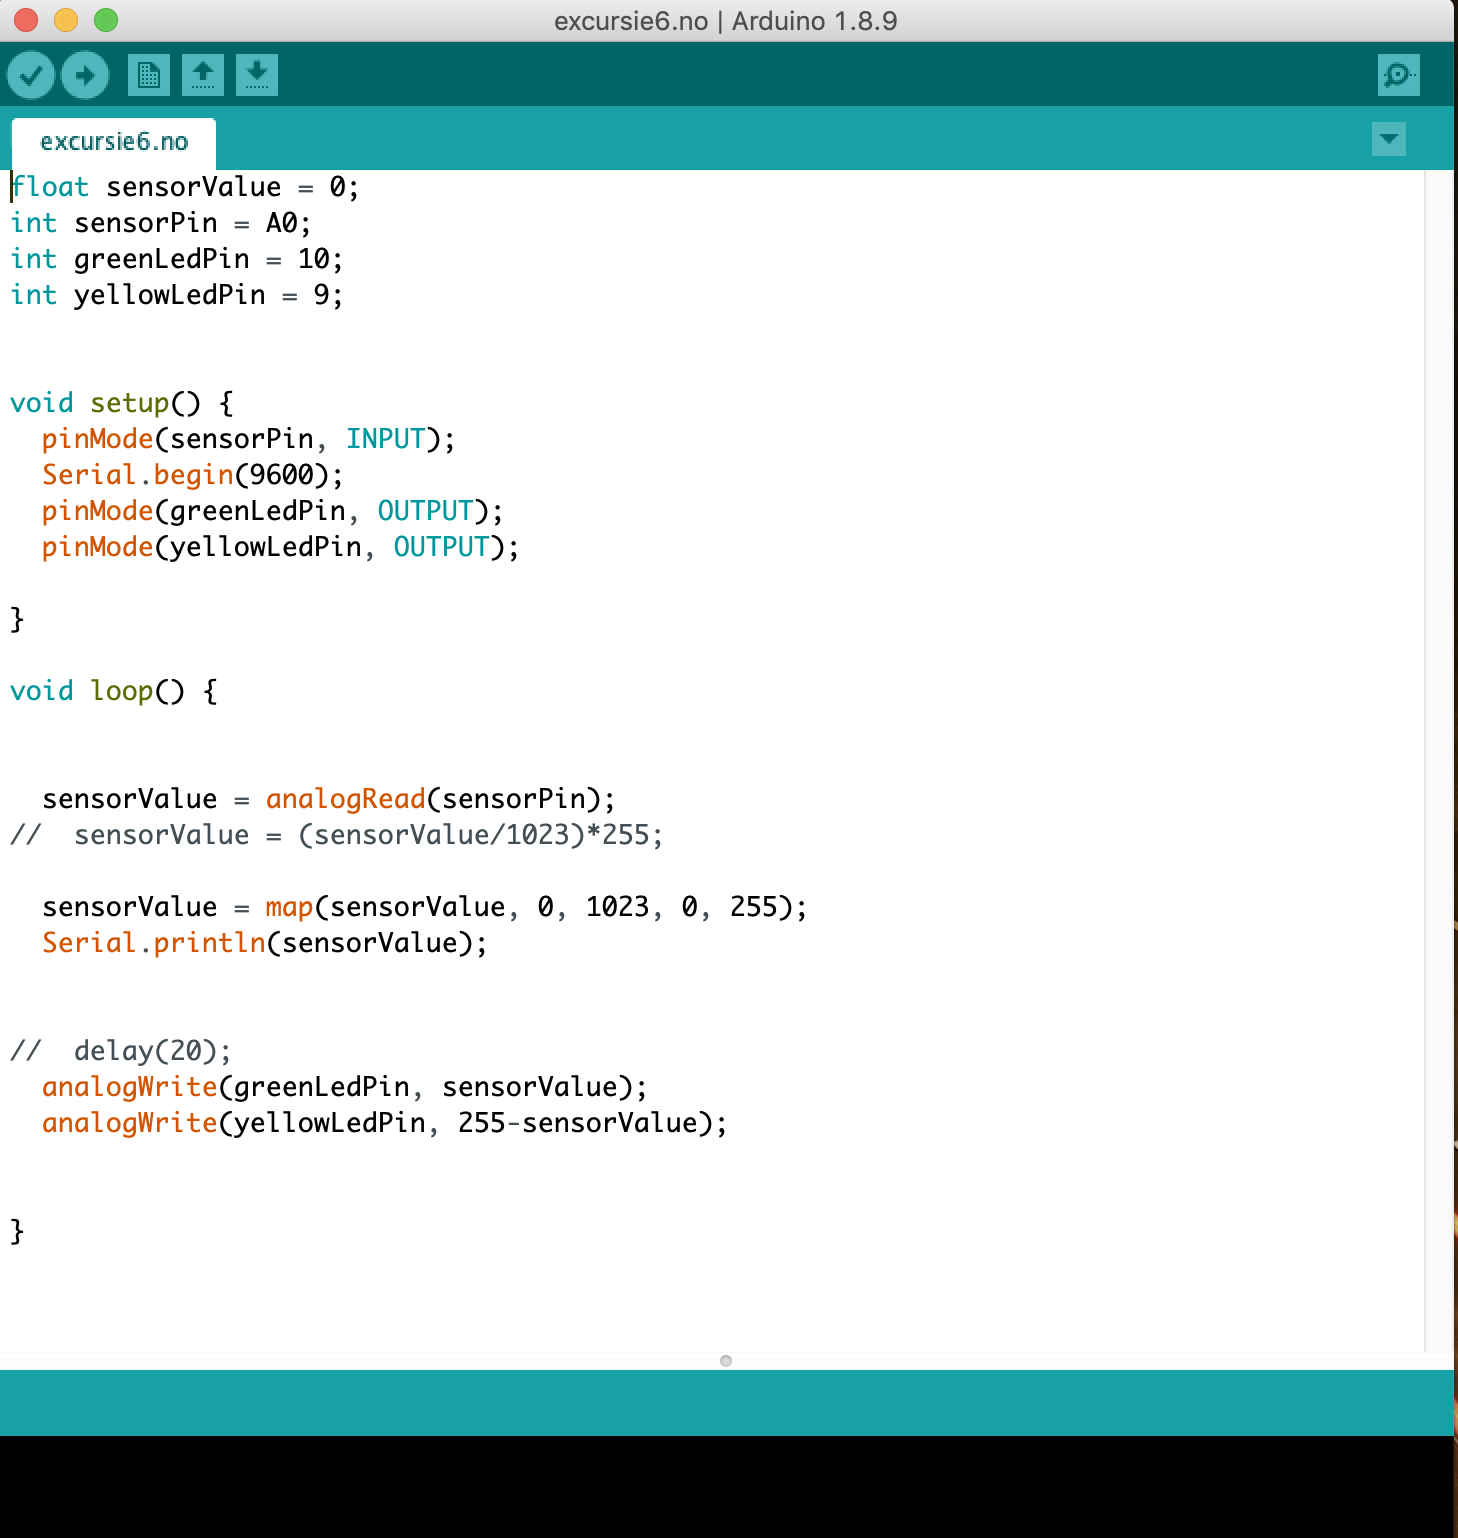 excursie6.no | Arduino 1.8.9
excursie6.no
float sensorValue = 0;
int sensorPin = A0;
int greenLedPin = 10;
int yellowLedPin = 9;
void setup() {
  pinMode(sensorPin, INPUT);
  Serial.begin(9600);
  pinMode(greenLedPin, OUTPUT);
  pinMode(yellowLedPin, OUTPUT);
}
void loop() {
  sensorValue = analogRead(sensorPin);
//  sensorValue = (sensorValue/1023)*255;
  sensorValue = map(sensorValue, 0, 1023, 0, 255);
  Serial.println(sensorValue);
//  delay(20);
  analogWrite(greenLedPin, sensorValue);
  analogWrite(yellowLedPin, 255-sensorValue);
}